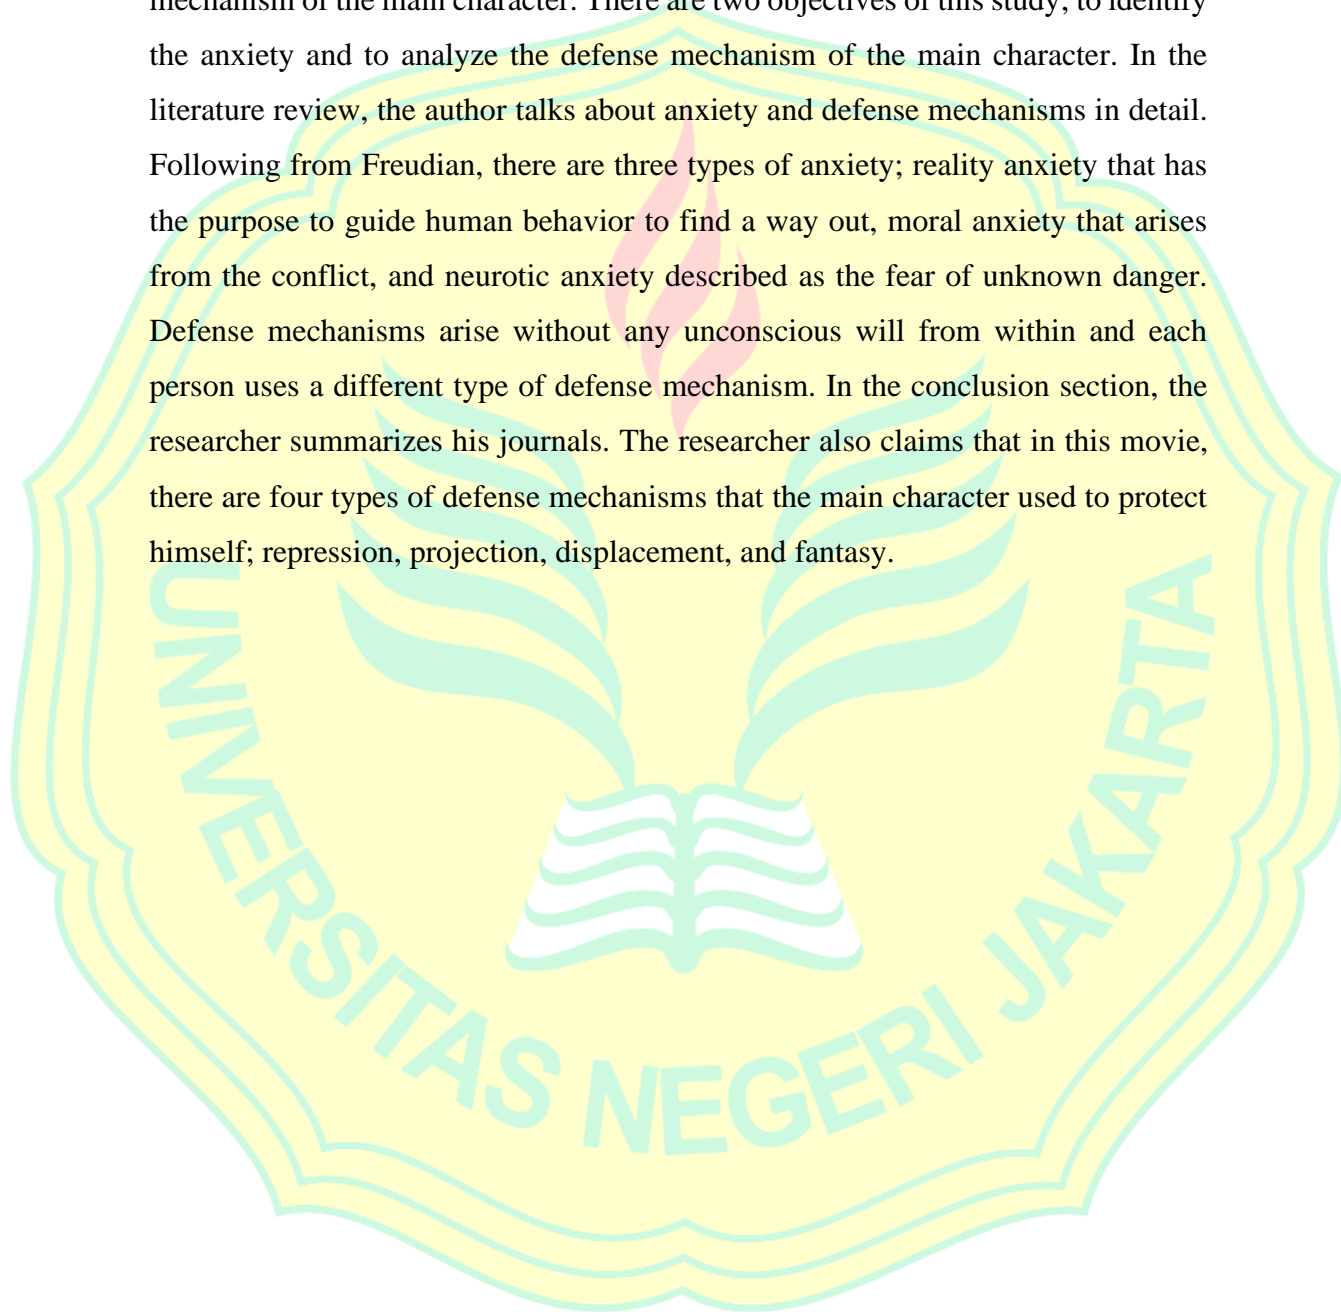 mechanism of the main character. There are two objectives of this study, to identify
the anxiety and to analyze the defense mechanism of the main character. In the
literature review, the author talks about anxiety and defense mechanisms in detail.
Following from Freudian, there are three types of anxiety; reality anxiety that has
the purpose to guide human behavior to find a way out, moral anxiety that arises
from the conflict, and neurotic anxiety described as the fear of unknown danger.
Defense mechanisms arise without any unconscious will from within and each
person uses a different type of defense mechanism. In the conclusion section, the
researcher summarizes his journals. The researcher also claims that in this movie,
there are four types of defense mechanisms that the main character used to protect
himself; repression, projection, displacement, and fantasy.
UNIVERSITAS NEGERI JAKARTA